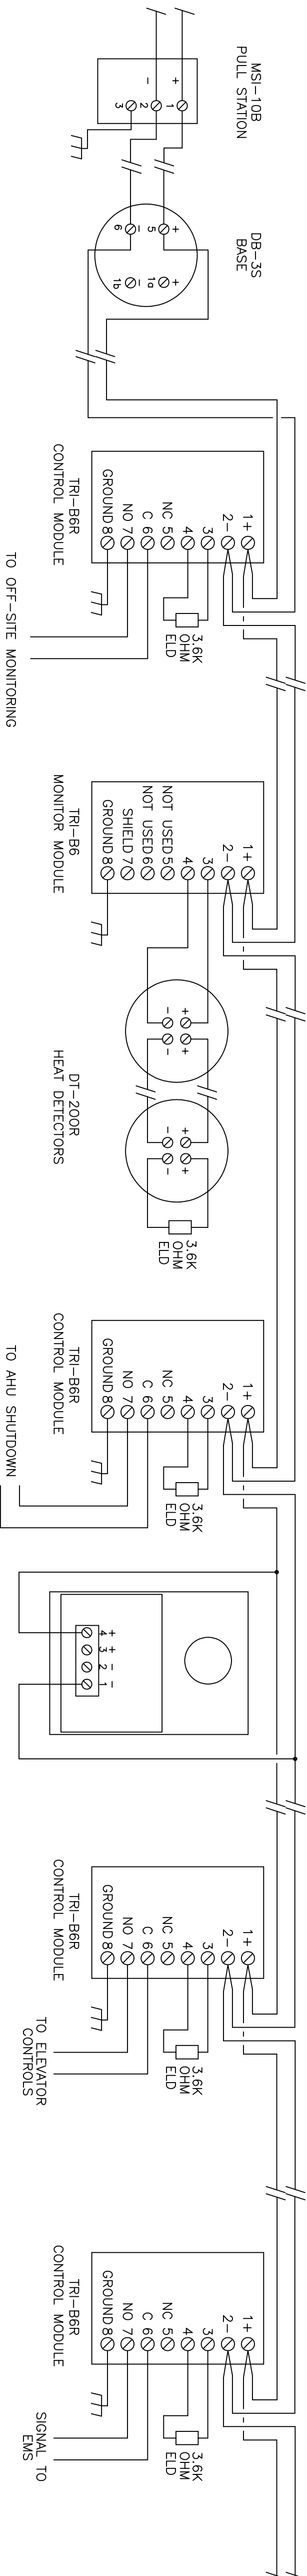 MSI-10B
PULL STATION
+
-
1
2
3
DB-3S
BASE
+
5
-
6
+
1a
-
1b
1+
2-
3
4
NC 5
C 6
NO 7
GROUND 8
3.6K
OHM
ELD
TRI-B6R
CONTROL MODULE
TO OFF-SITE MONITORING
1+
2-
3
4
NOT USED 5
NOT USED 6
SHIELD 7
GROUND 8
TRI-B6
MONITOR MODULE
+
+
-
-
+
+
-
-
DT-200R
HEAT DETECTORS
3.6K
OHM
ELD
1+
2-
3
4
NC 5
C 6
NO 7
GROUND 8
3.6K
OHM
ELD
TRI-B6R
CONTROL MODULE
TO AHU SHUTDOWN
+ + - -
4 3 2 1
1+
2-
3
4
NC 5
C 6
NO 7
GROUND 8
3.6K
OHM
ELD
TRI-B6R
CONTROL MODULE
TO ELEVATOR
CONTROLS
1+
2-
3
4
NC 5
C 6
NO 7
GROUND 8
3.6K
OHM
ELD
TRI-B6R
CONTROL MODULE
SIGNAL TO
EMS